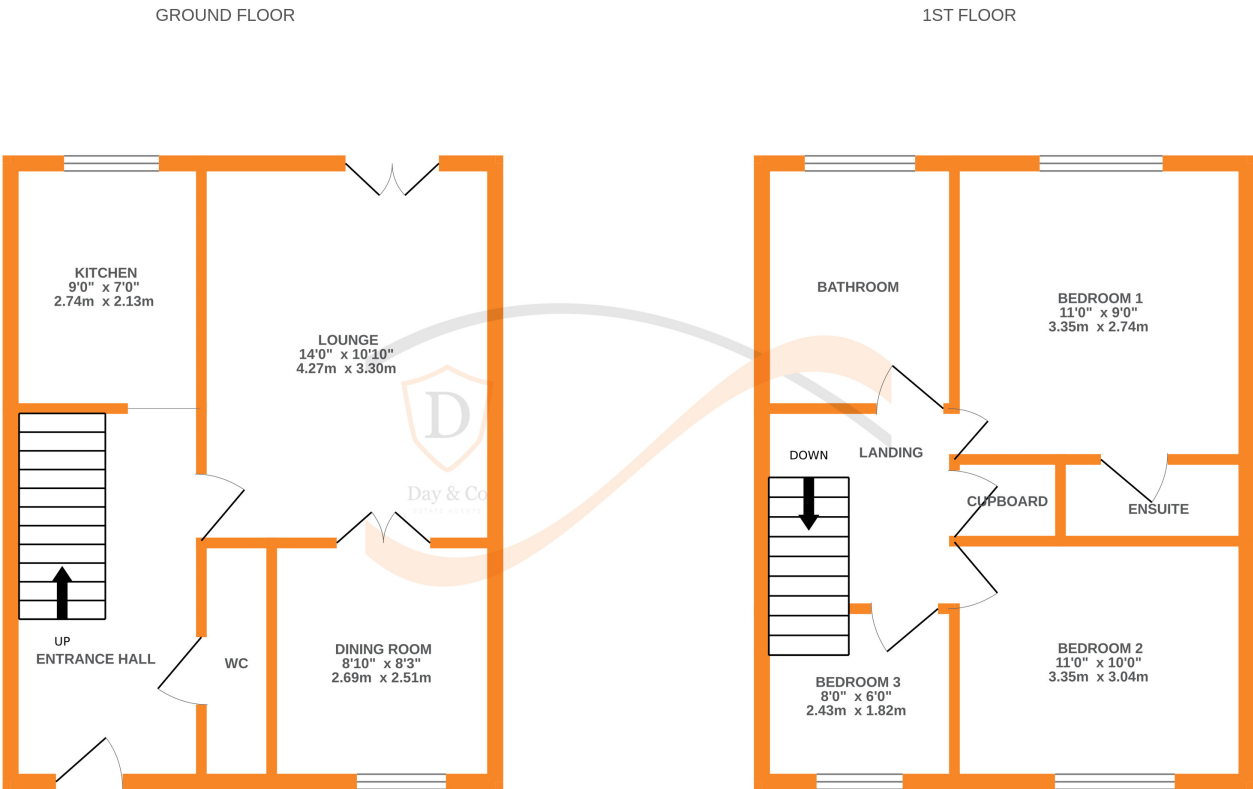 GROUND FLOOR
1ST FLOOR
KITCHEN
9'0" x 7'0"
2.74m x 2.13m
LOUNGE
14'0" x 10'10"
4.27m x 3.30m
D
Day & Co
ESTATE AGENTS
UP
ENTRANCE HALL
WC
DINING ROOM
8'10" x 8'3"
2.69m x 2.51m
BATHROOM
BEDROOM 1
11'0" x 9'0"
3.35m x 2.74m
LANDING
DOWN
CUPBOARD
ENSUITE
BEDROOM 2
11'0" x 10'0"
3.35m x 3.04m
BEDROOM 3
8'0" x 6'0"
2.43m x 1.82m